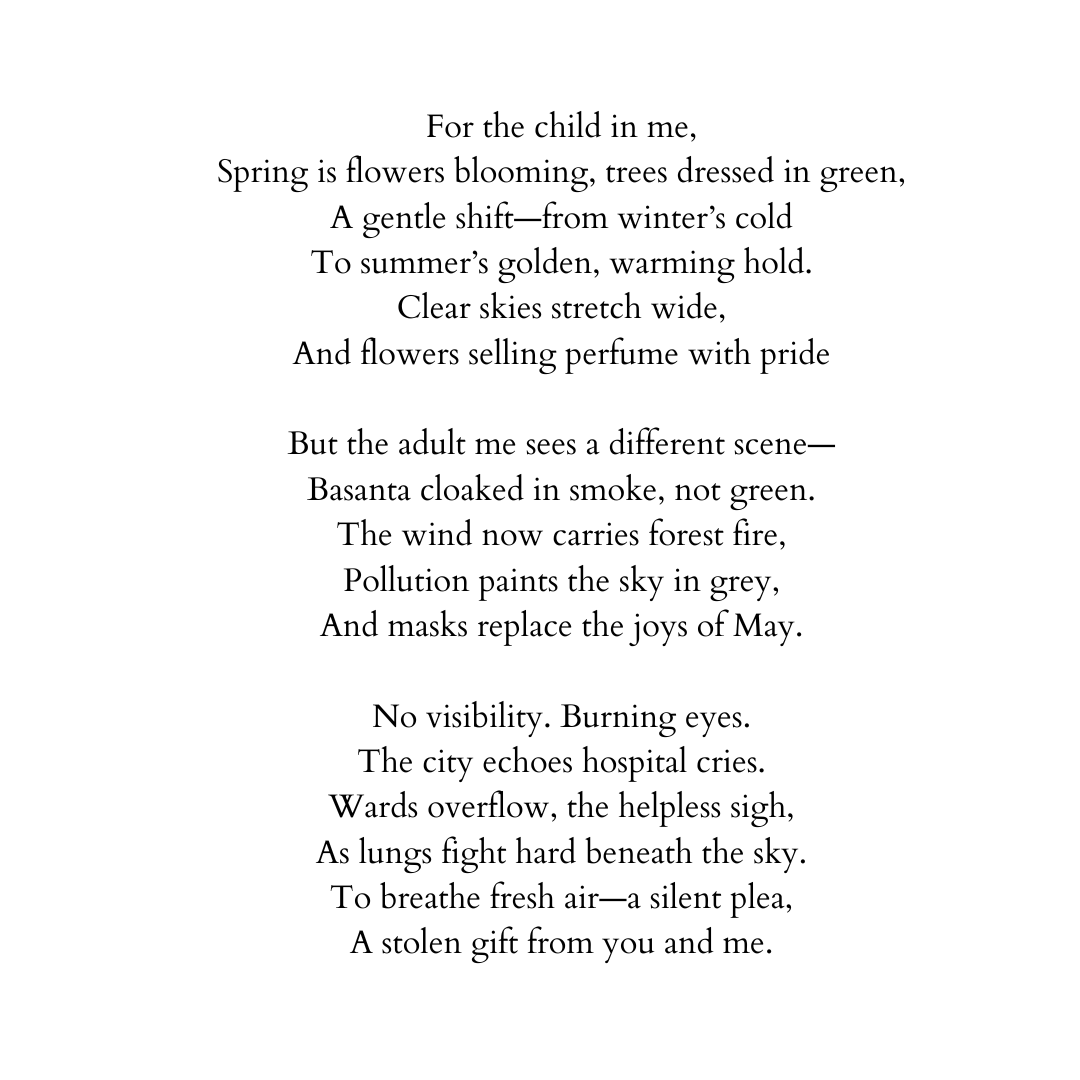 For the child in me,
Spring is flowers blooming, trees dressed in green,
A gentle shift—from winter’s cold
To summer’s golden, warming hold.
Clear skies stretch wide,
And flowers selling perfume with pride
But the adult me sees a different scene—
Basanta cloaked in smoke, not green.
The wind now carries forest fire,
Pollution paints the sky in grey,
And masks replace the joys of May.
No visibility. Burning eyes.
The city echoes hospital cries.
Wards overflow, the helpless sigh,
As lungs fight hard beneath the sky.
To breathe fresh air—a silent plea,
A stolen gift from you and me.